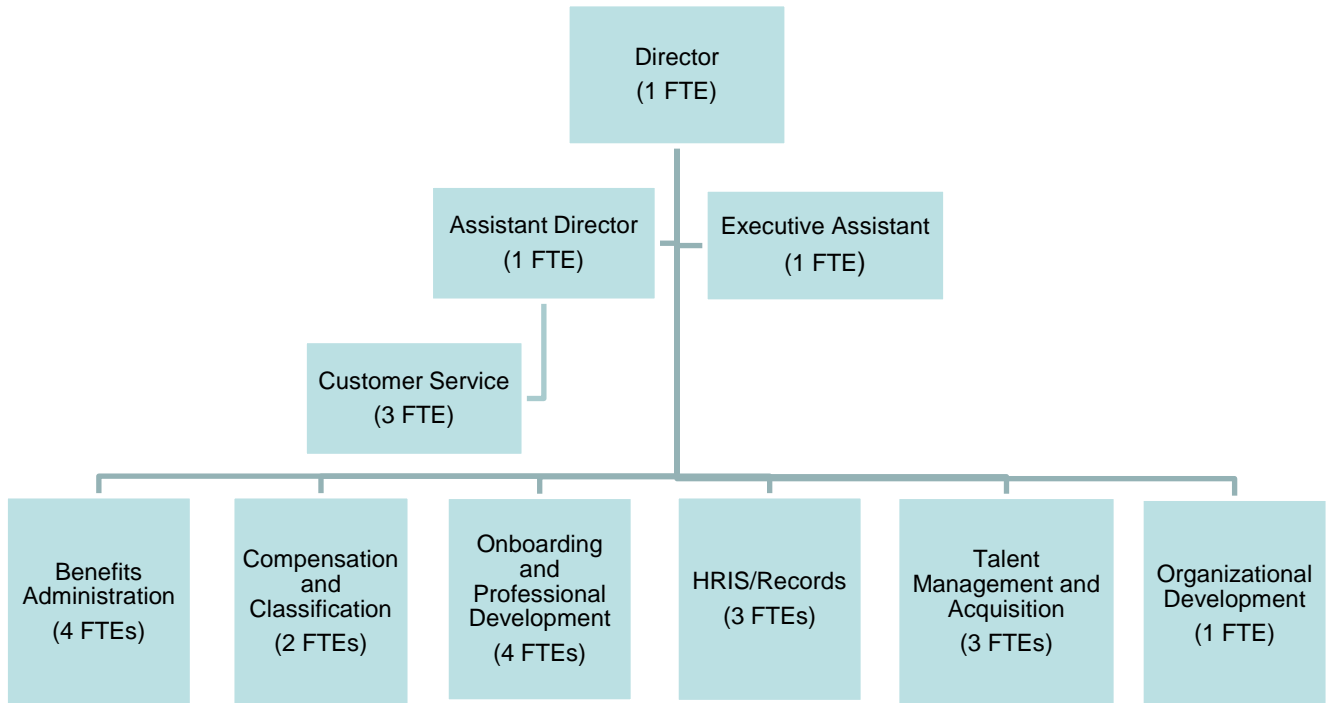 Director
(1 FTE)
Assistant Director
(1 FTE)
Executive Assistant
(1 FTE)
Customer Service
(3 FTE)
Benefits
Administration
(4 FTEs)
Compensation
and
Classification
(2 FTEs)
Onboarding
and
Professional
Development
(4 FTEs)
HRIS/Records
(3 FTEs)
Talent
Management and
Acquisition
(3 FTEs)
Organizational
Development
(1 FTE)